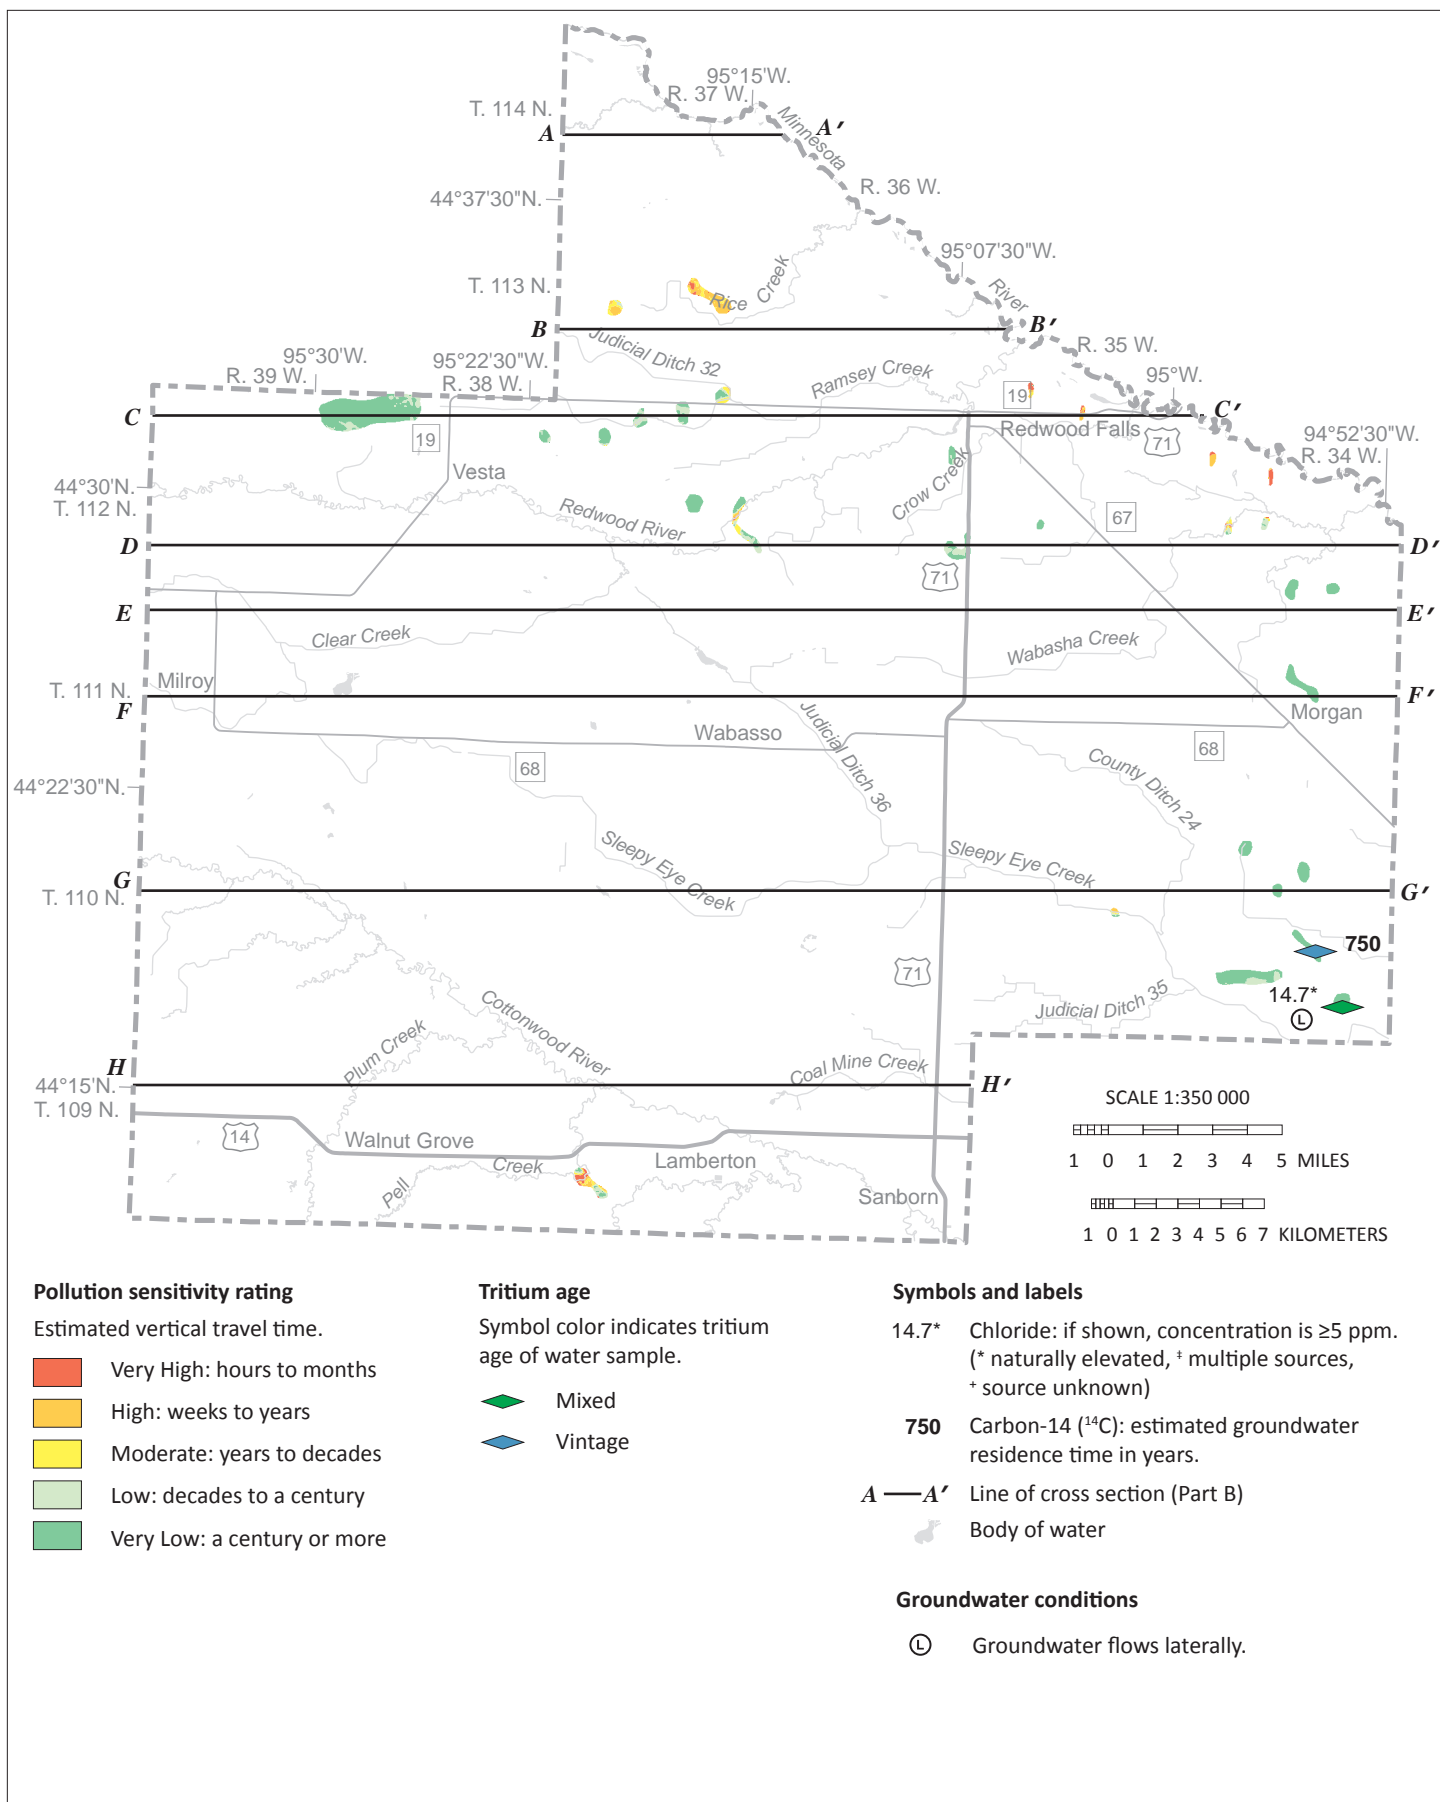 95°15'W.
R. 37 W.
T. 114 N.
A
A′
Minnesota
R. 36 W.
44°37'30"N.
95°07'30"W.
Creek
T. 113 N.
Rice
River
B
B′
Judicial Ditch 32
R. 35 W.
95°30'W.
95°22'30"W.
R. 39 W.
R. 38 W.
Ramsey Creek
95°W.
19
C
C′
Redwood Falls
19
71
94°52'30"W.
R. 34 W.
Vesta
44°30'N.
T. 112 N.
Redwood River
Crow Creek
67
D
D′
71
E
E′
Clear Creek
Wabasha Creek
Milroy
T. 111 N.
F
F′
Morgan
Wabasso
Judicial Ditch 36
68
68
County Ditch 24
44°22'30"N.
Sleepy Eye Creek
Sleepy Eye Creek
G
G′
T. 110 N.
750
71
14.7*
L
Judicial Ditch 35
Cottonwood River
Plum Creek
Coal Mine Creek
H
H′
44°15'N.
T. 109 N.
SCALE 1:350 000
14
Walnut Grove
Creek
Lamberton
Pell
Sanborn
1 0 1 2 3 4 5 MILES
1 0 1 2 3 4 5 6 7 KILOMETERS
Pollution sensitivity rating
Estimated vertical travel time.
Very High: hours to months
High: weeks to years
Moderate: years to decades
Low: decades to a century
Very Low: a century or more
Tritium age
Symbol color indicates tritium
age of water sample.
Mixed
Vintage
Symbols and labels
14.7* Chloride: if shown, concentration is ≥5 ppm.
(* naturally elevated, ‡ multiple sources,
+ source unknown)
750 Carbon-14 (¹⁴C): estimated groundwater
residence time in years.
A — A′ Line of cross section (Part B)
Body of water
Groundwater conditions
L Groundwater flows laterally.